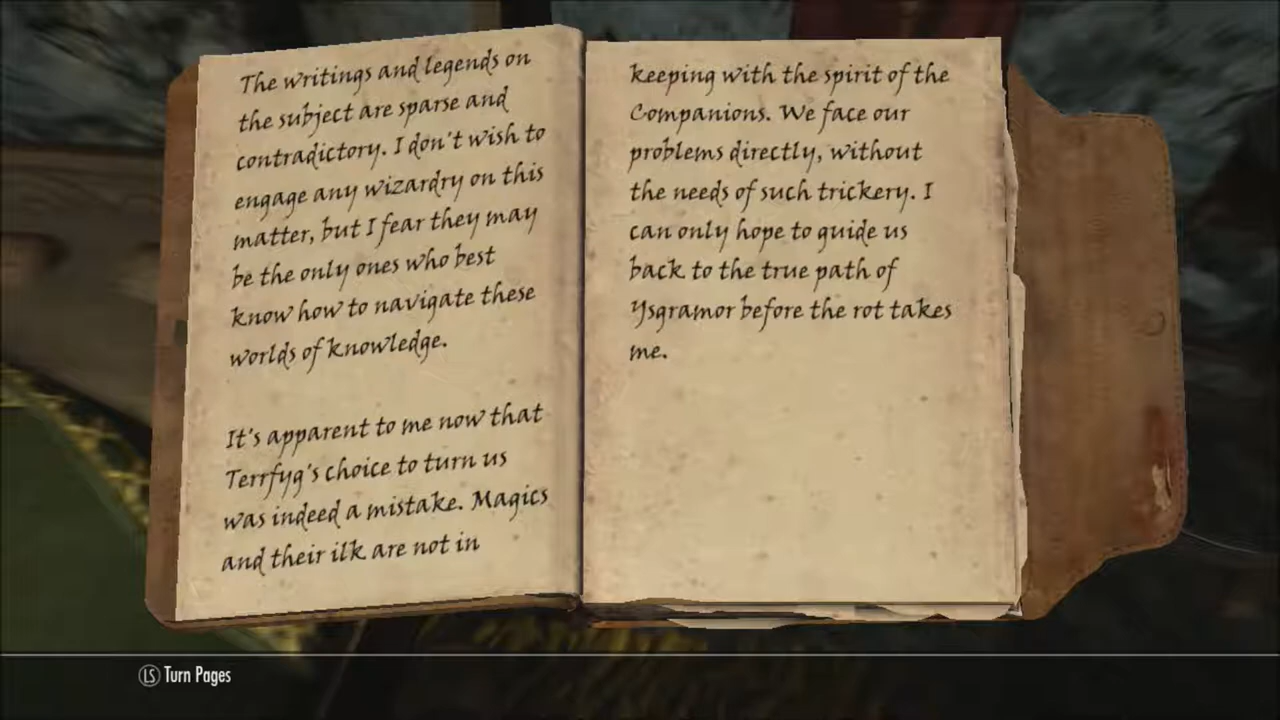 The writings and legends on
the subject are sparse and
contradictory. I don't wish to
engage any wizardry on this
matter, but I fear they may
be the only ones who best
know how to navigate these
worlds of knowledge.
It's apparent to me now that
Terrfyg's choice to turn us
was indeed a mistake. Magics
and their ilk are not in
keeping with the spirit of the
Companions. We face our
problems directly, without
the needs of such trickery. I
can only hope to guide us
back to the true path of
Ysgramor before the rot takes
me.
LS Turn Pages